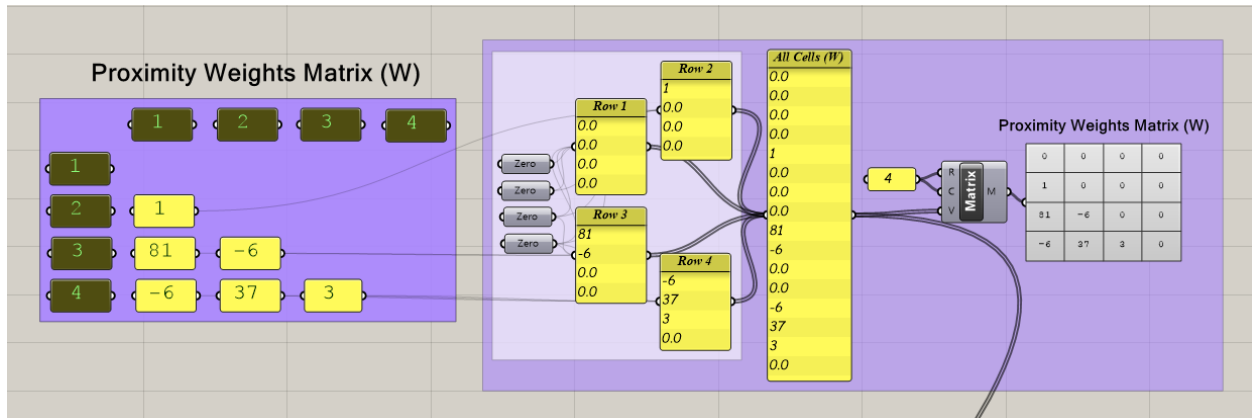 Proximity Weights Matrix (W)
1 2 3 4
1
2 1
3 81 -6
4 -6 37 3
Zero
Zero
Zero
Zero
Row 1
0.0
0.0
0.0
0.0
Row 2
1
0.0
0.0
0.0
Row 3
81
-6
0.0
0.0
Row 4
-6
37
3
0.0
All Cells (W)
0.0
0.0
0.0
0.0
1
0.0
0.0
0.0
81
-6
0.0
0.0
-6
37
3
0.0
4
R
C
V
Matrix
M
Proximity Weights Matrix (W)
0 0 0 0
1 0 0 0
81 -6 0 0
-6 37 3 0